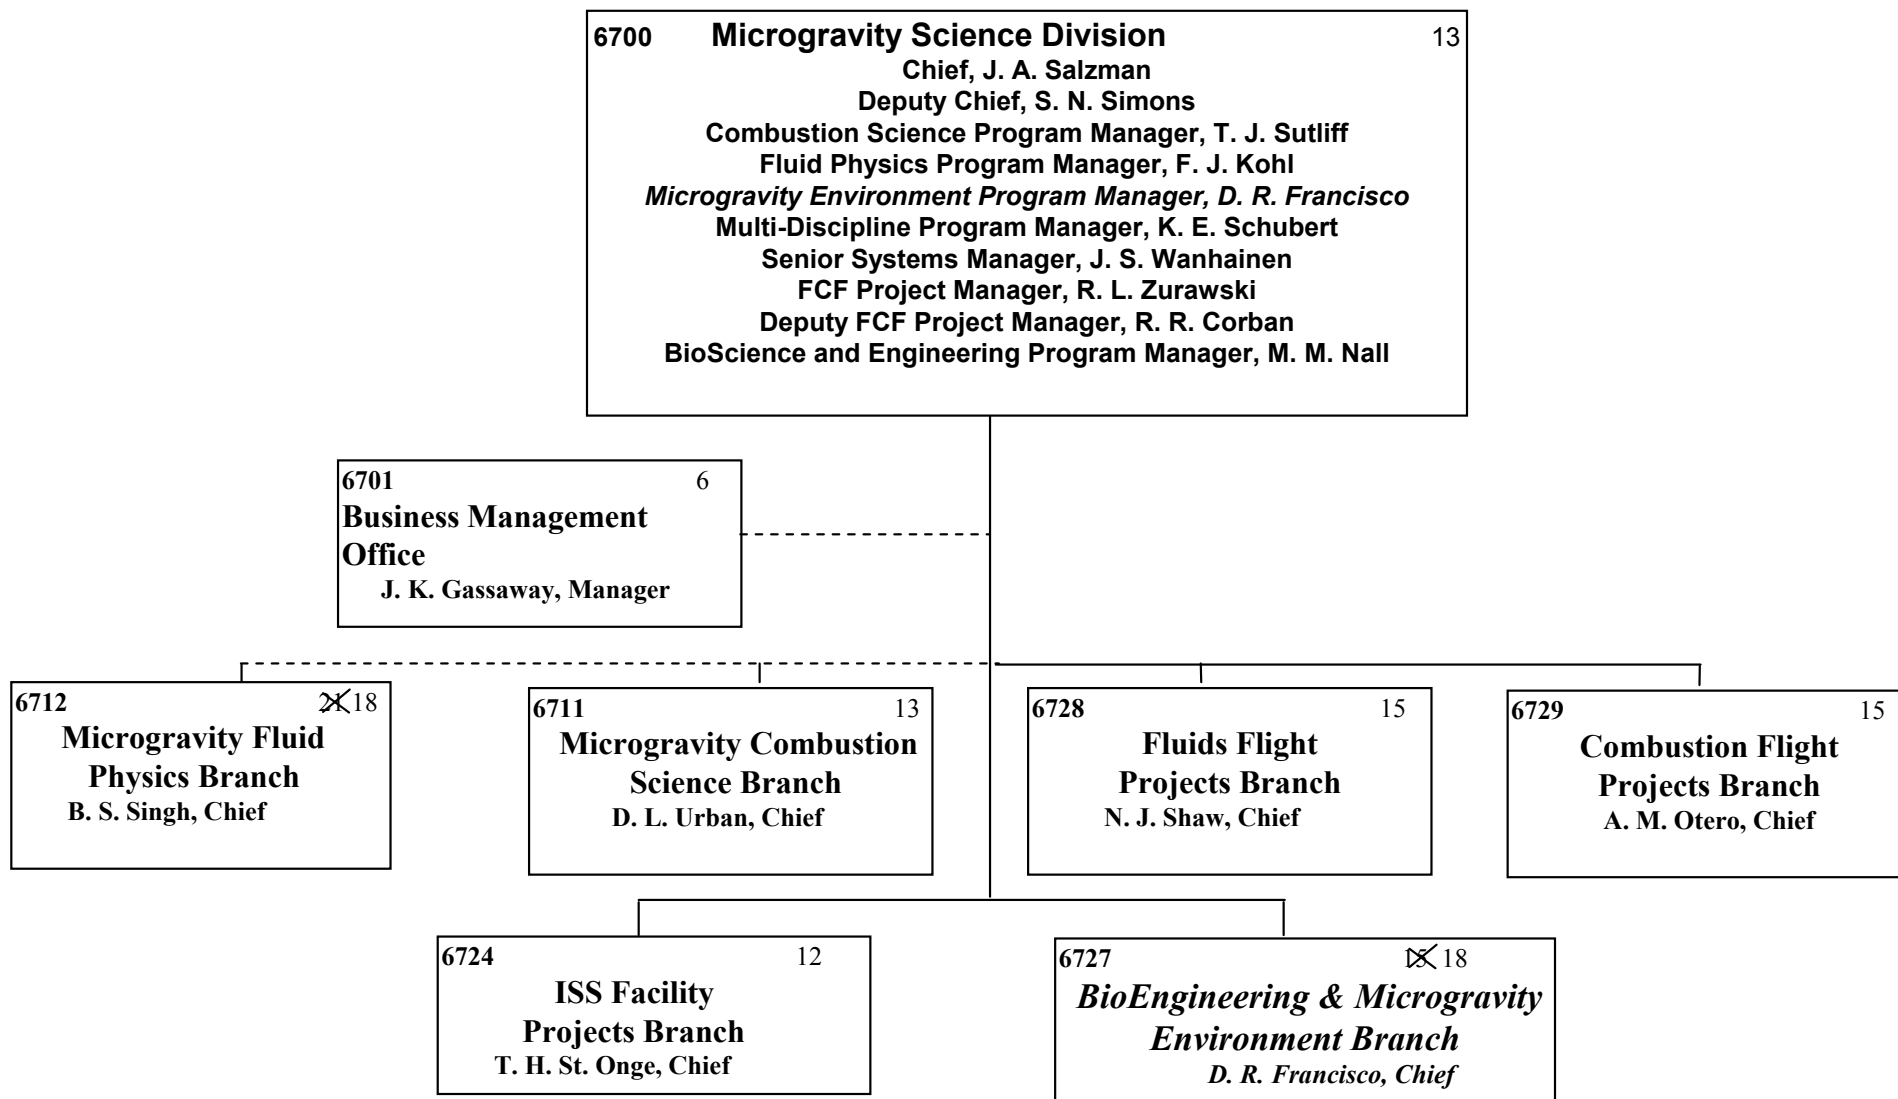 6700 Microgravity Science Division 13
Chief, J. A. Salzman
Deputy Chief, S. N. Simons
Combustion Science Program Manager, T. J. Sutliff
Fluid Physics Program Manager, F. J. Kohl
Microgravity Environment Program Manager, D. R. Francisco
Multi-Discipline Program Manager, K. E. Schubert
Senior Systems Manager, J. S. Wanhainen
FCF Project Manager, R. L. Zurawski
Deputy FCF Project Manager, R. R. Corban
BioScience and Engineering Program Manager, M. M. Nall
6701 6
Business Management
Office
J. K. Gassaway, Manager
6712 21 18
Microgravity Fluid
Physics Branch
B. S. Singh, Chief
6711 13
Microgravity Combustion
Science Branch
D. L. Urban, Chief
6728 15
Fluids Flight
Projects Branch
N. J. Shaw, Chief
6729 15
Combustion Flight
Projects Branch
A. M. Otero, Chief
6724 12
ISS Facility
Projects Branch
T. H. St. Onge, Chief
6727 15 18
BioEngineering & Microgravity
Environment Branch
D. R. Francisco, Chief